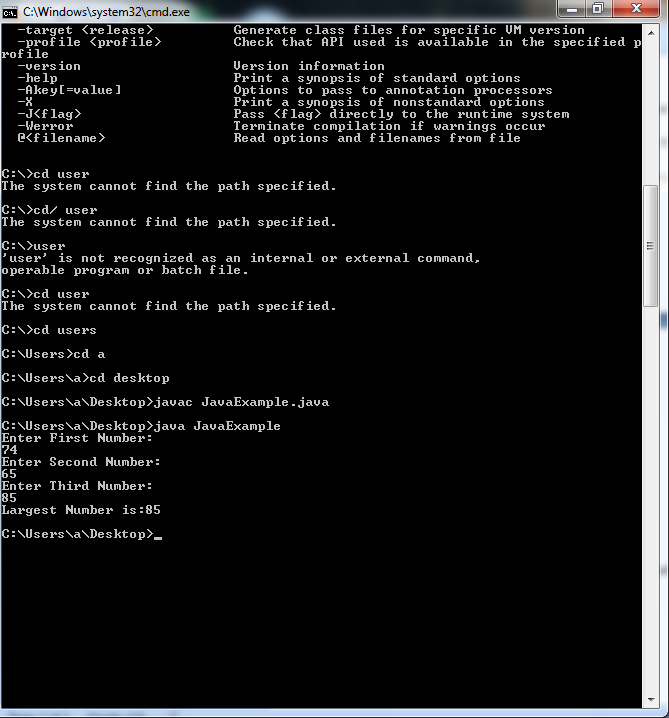 C:\Windows\system32\cmd.exe
-target <release>          Generate class files for specific VM version
-profile <profile>         Check that API used is available in the specified p
rofile
-version                   Version information
-help                      Print a synopsis of standard options
-Akey[=value]              Options to pass to annotation processors
-X                         Print a synopsis of nonstandard options
-J<flag>                   Pass <flag> directly to the runtime system
-Werror                    Terminate compilation if warnings occur
@<filename>                Read options and filenames from file
C:\>cd user
The system cannot find the path specified.
C:\>cd/ user
The system cannot find the path specified.
C:\>user
'user' is not recognized as an internal or external command,
operable program or batch file.
C:\>cd user
The system cannot find the path specified.
C:\>cd users
C:\Users>cd a
C:\Users\a>cd desktop
C:\Users\a\Desktop>javac JavaExample.java
C:\Users\a\Desktop>java JavaExample
Enter First Number:
74
Enter Second Number:
65
Enter Third Number:
85
Largest Number is:85
C:\Users\a\Desktop>_